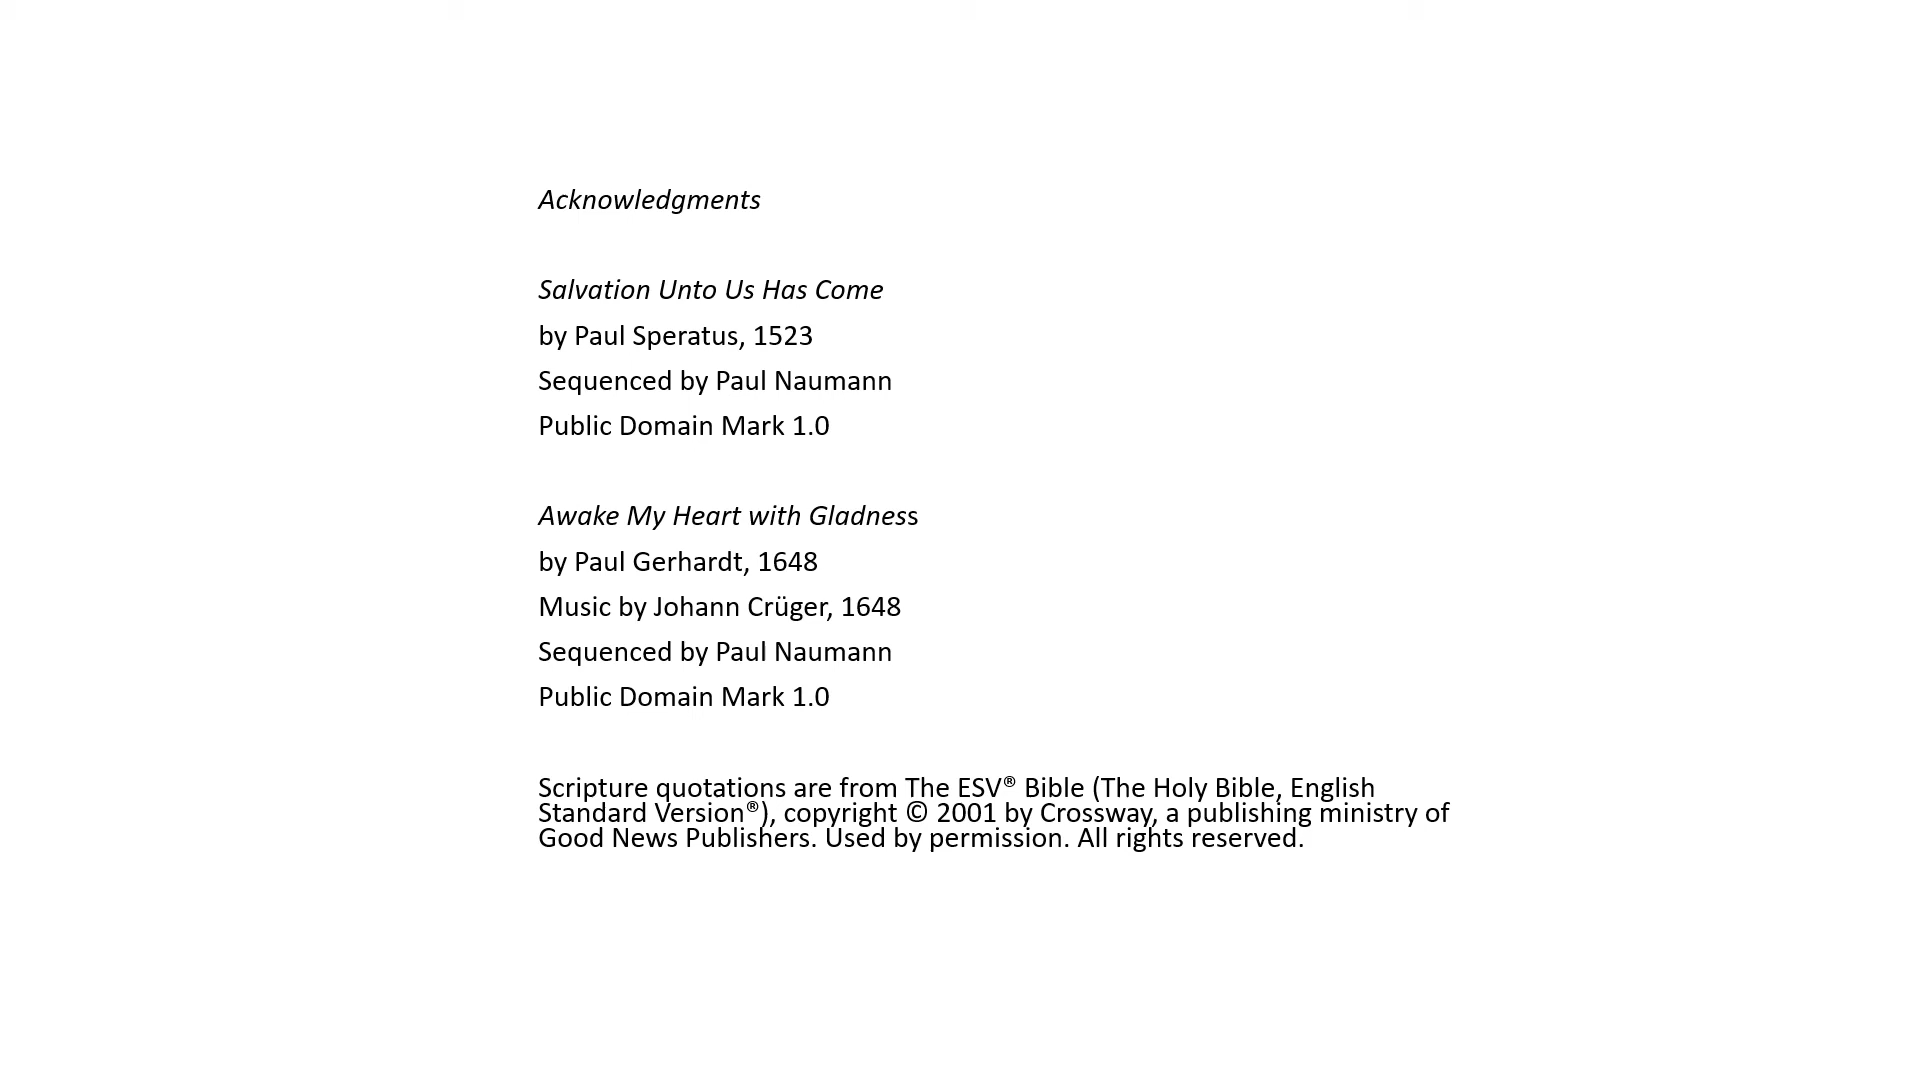 Acknowledgments
Salvation Unto Us Has Come
by Paul Speratus, 1523
Sequenced by Paul Naumann
Public Domain Mark 1.0
Awake My Heart with Gladness
by Paul Gerhardt, 1648
Music by Johann Crüger, 1648
Sequenced by Paul Naumann
Public Domain Mark 1.0
Scripture quotations are from The ESV® Bible (The Holy Bible, English
Standard Version®), copyright © 2001 by Crossway, a publishing ministry of
Good News Publishers. Used by permission. All rights reserved.